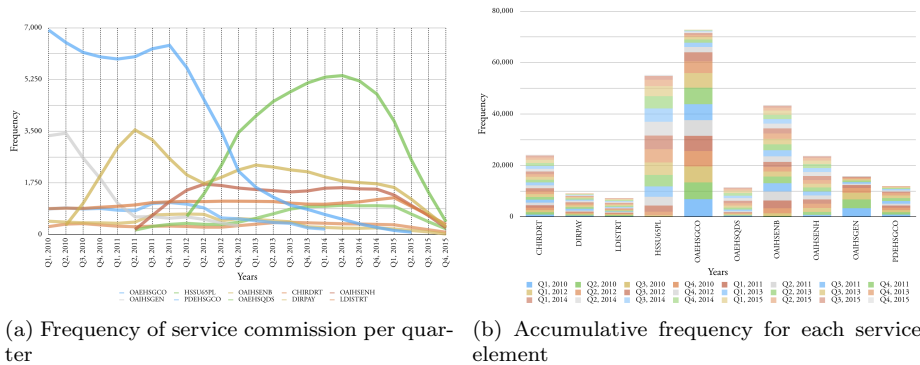 7,000
5,250
3,500
1,750
0
Frequency
Q1. 2010
Q2. 2010
Q3. 2010
Q4. 2010
Q1. 2011
Q2. 2011
Q3. 2011
Q4. 2011
Q1. 2012
Q2. 2012
Q3. 2012
Q4. 2012
Q1. 2013
Q2. 2013
Q3. 2013
Q4. 2013
Q1. 2014
Q2. 2014
Q3. 2014
Q4. 2014
Q1. 2015
Q2. 2015
Q3. 2015
Q4. 2015
Years
OAEHSGCO HSSU65PL OAIHSENB CHIRDRT OAIHSENH
OAIHSGEN PDEHSGCO OAEHSQDS DIRPAY LDISTRT
(a) Frequency of service commission per quar-
ter
80,000
60,000
40,000
20,000
0
Frequency
CHIRDRT
DIRPAY
LDISTRT
HSSU65PL
OAEHSGCO
OAEHSQDS
OAIHSENB
OAIHSENH
OAIHSGEN
PDEHSGCO
Years
Q1, 2010 Q2, 2010 Q3, 2010 Q4, 2010 Q1, 2011 Q2, 2011 Q3, 2011 Q4, 2011
Q1, 2012 Q2, 2012 Q3, 2012 Q4, 2012 Q1, 2013 Q2, 2013 Q3, 2013 Q4, 2013
Q1, 2014 Q2, 2014 Q3, 2014 Q4, 2014 Q1, 2015 Q2, 2015 Q3, 2015 Q4, 2015
(b) Accumulative frequency for each service
element